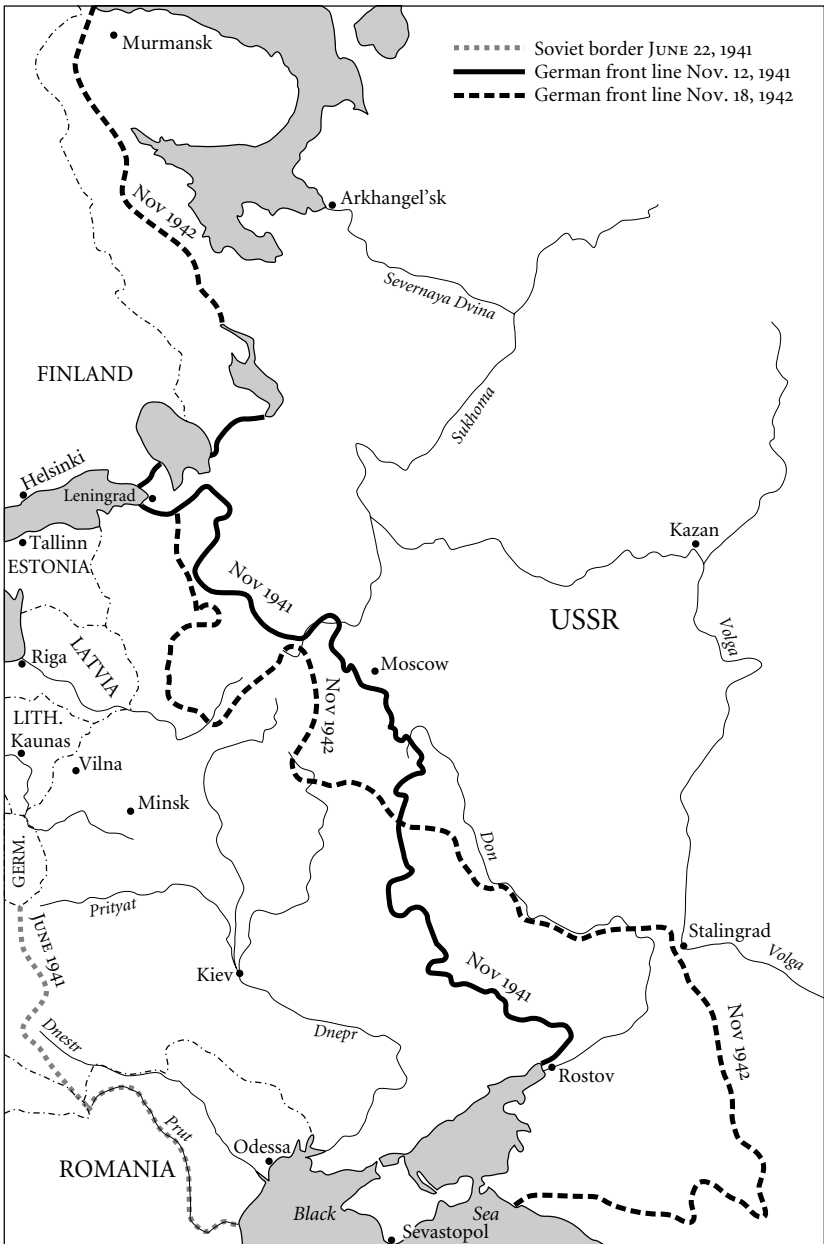 Murmansk
Soviet border June 22, 1941
German front line Nov. 12, 1941
German front line Nov. 18, 1942
Nov 1942
Arkhangel'sk
Severnaya Dvina
FINLAND
Sukhoma
Helsinki
Leningrad
Kazan
Tallinn
ESTONIA
Nov 1941
USSR
Volga
Riga
LATVIA
Moscow
Nov 1942
LITH.
Kaunas
Vilna
Minsk
Don
GERM.
Prityat
June 1941
Stalingrad
Volga
Kiev
Nov 1941
Dnepr
Dnestr
Nov 1942
Rostov
Prut
Odessa
ROMANIA
Black
Sea
Sevastopol